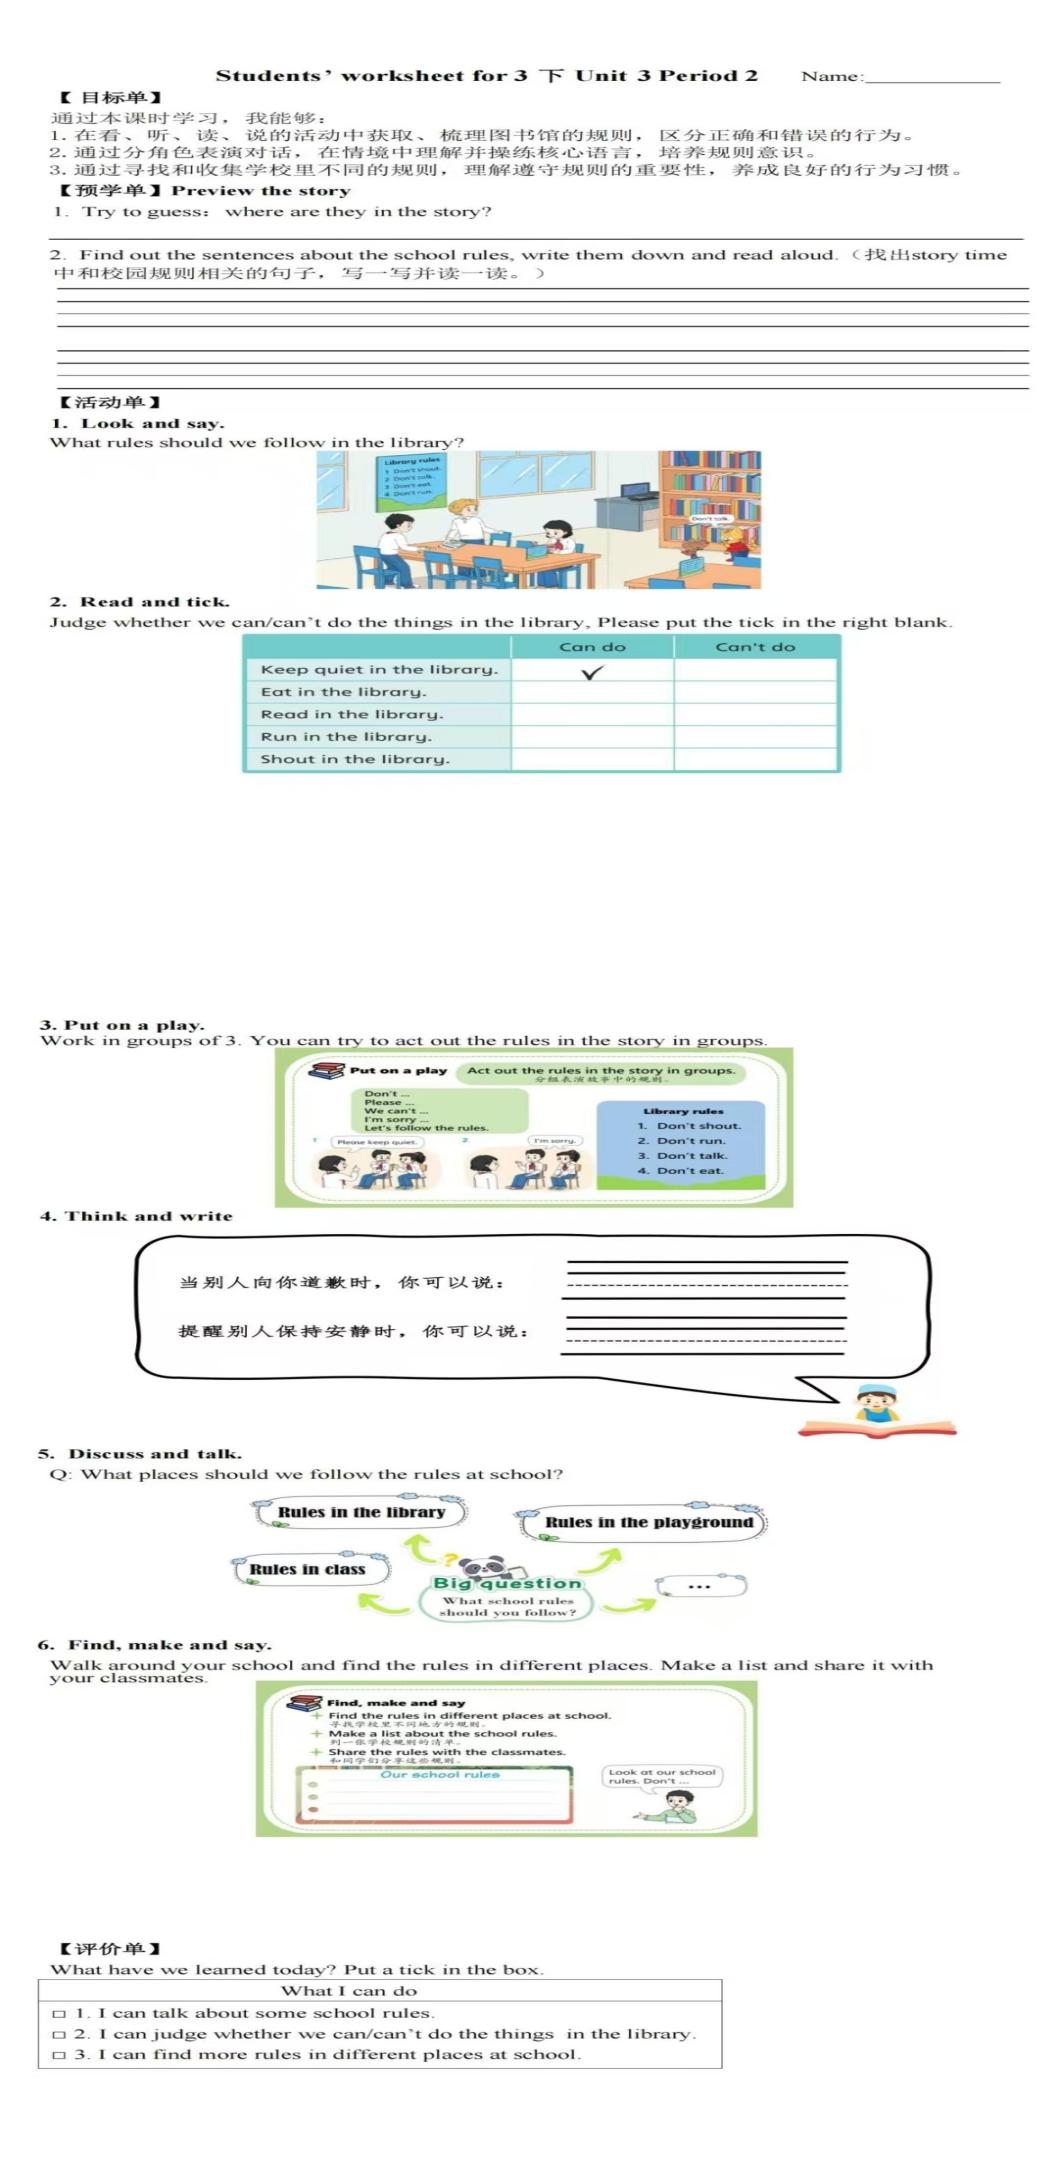 Students’ worksheet for 3 下 Unit 3 Period 2 Name:
【 目标单】
通过本课时学习，我能够：
1. 在看、听、读、说的活动中获取、梳理图书馆的规则，区分正确和错误的行为。
2. 通过分角色表演对话，在情境中理解并操练核心语言，培养规则意识。
3. 通过寻找和收集学校里不同的规则，理解遵守规则的重要性，养成良好的行为习惯。
【预学单】Preview the story
1. Try to guess: where are they in the story?
2. Find out the sentences about the school rules, write them down and read aloud.（找出story time
中和校园规则相关的句子，写一写并读一读。）
【活动单】
1. Look and say.
What rules should we follow in the library?
Library rules
1 Don't shout.
2 Don't talk.
3 Don't eat.
4 Don't run.
Don't talk.
2. Read and tick.
Judge whether we can/can’t do the things in the library, Please put the tick in the right blank.
Can do Can't do
Keep quiet in the library. ✓
Eat in the library.
Read in the library.
Run in the library.
Shout in the library.
3. Put on a play.
Work in groups of 3. You can try to act out the rules in the story in groups.
Put on a play Act out the rules in the story in groups.
分组表演故事中的规则。
Don't ...
Please ...
We can't ...
I'm sorry ...
Let's follow the rules.
1 Please keep quiet. 2 I'm sorry.
Library rules
1. Don't shout.
2. Don't run.
3. Don't talk.
4. Don't eat.
4. Think and write
当别人向你道歉时，你可以说：
提醒别人保持安静时，你可以说：
5. Discuss and talk.
Q: What places should we follow the rules at school?
Rules in the library
Rules in the playground
Rules in class
...
Big question
What school rules
should you follow?
6. Find, make and say.
Walk around your school and find the rules in different places. Make a list and share it with
your classmates.
Find, make and say
Find the rules in different places at school.
寻找学校里不同地方的规则。
Make a list about the school rules.
列一张学校规则的清单。
Share the rules with the classmates.
和同学们分享这些规则。
Our school rules
Look at our school
rules. Don't ...
【评价单】
What have we learned today? Put a tick in the box.
What I can do
□ 1. I can talk about some school rules.
□ 2. I can judge whether we can/can’t do the things in the library.
□ 3. I can find more rules in different places at school.